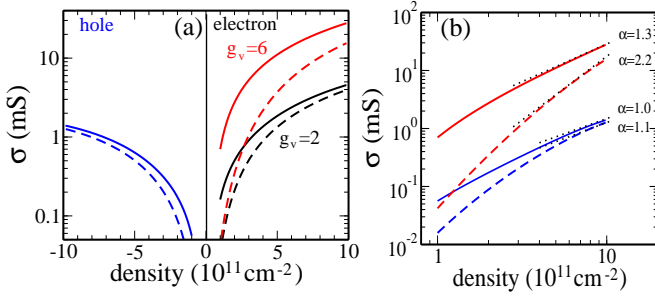 hole
(a)
electron
g_v=6
g_v=2
σ (mS)
10
1
0.1
-10
-5
0
5
10
density (10^11 cm^-2)
(b)
α=1.3
α=2.2
α=1.0
α=1.1
σ (mS)
10^2
10^1
10^0
10^-1
10^-2
1
10
density (10^11 cm^-2)